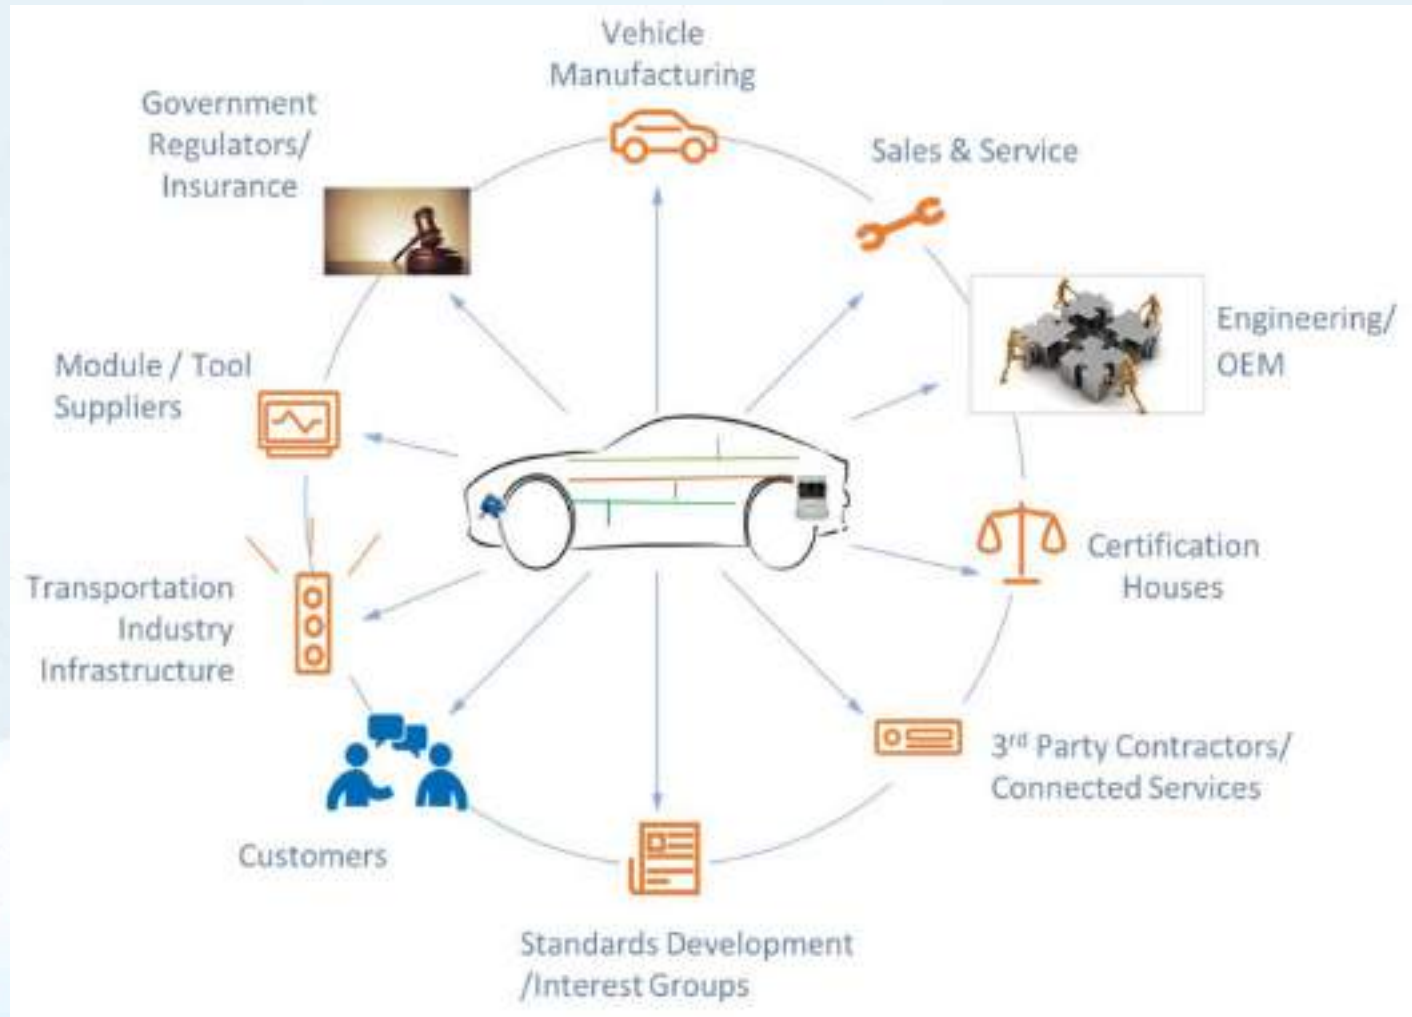 Vehicle
Manufacturing
Government
Regulators/
Insurance
Sales & Service
Engineering/
OEM
Module / Tool
Suppliers
Certification
Houses
Transportation
Industry
Infrastructure
3rd Party Contractors/
Connected Services
Customers
Standards Development
/Interest Groups